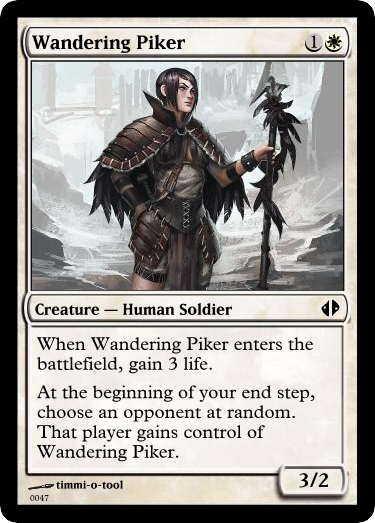 Wandering Piker 1
Creature — Human Soldier
When Wandering Piker enters the
battlefield, gain 3 life.
At the beginning of your end step,
choose an opponent at random.
That player gains control of
Wandering Piker.
3/2
timmi-o-tool
0047